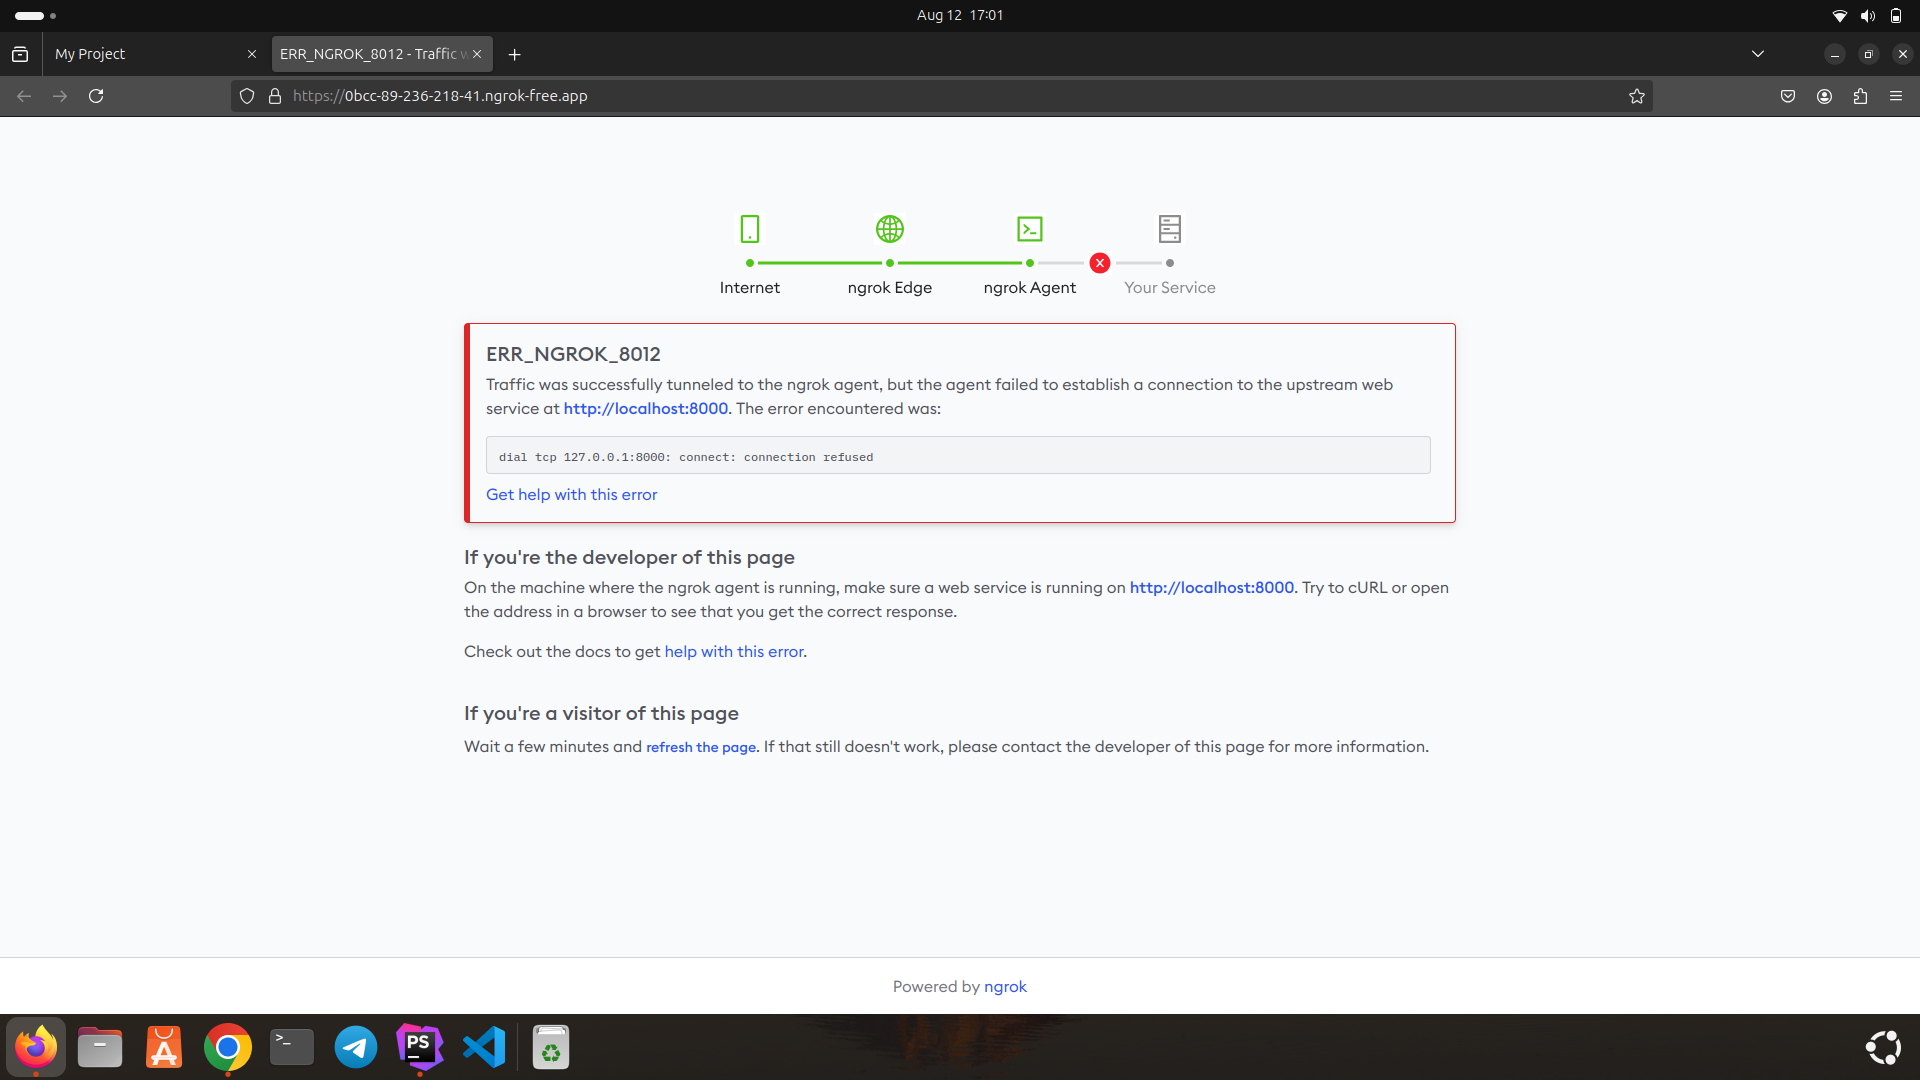 Aug 12 17:01
My Project
ERR_NGROK_8012 - Traffic w
https://0bcc-89-236-218-41.ngrok-free.app
Internet
ngrok Edge
ngrok Agent
Your Service
ERR_NGROK_8012
Traffic was successfully tunneled to the ngrok agent, but the agent failed to establish a connection to the upstream web
service at http://localhost:8000. The error encountered was:
dial tcp 127.0.0.1:8000: connect: connection refused
Get help with this error
If you're the developer of this page
On the machine where the ngrok agent is running, make sure a web service is running on http://localhost:8000. Try to cURL or open
the address in a browser to see that you get the correct response.
Check out the docs to get help with this error.
If you're a visitor of this page
Wait a few minutes and refresh the page. If that still doesn't work, please contact the developer of this page for more information.
Powered by ngrok
PS